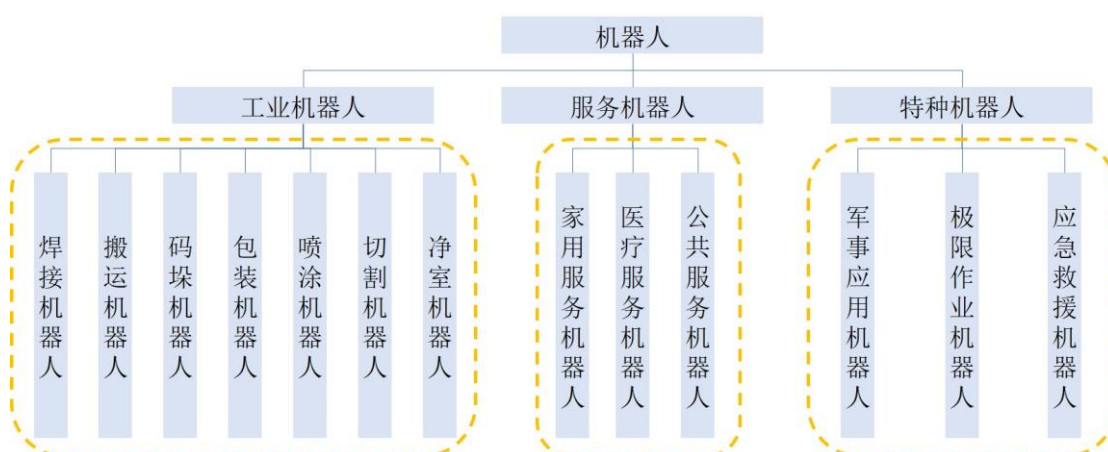 机器人
工业机器人
服务机器人
特种机器人
焊接机器人
搬运机器人
码垛机器人
包装机器人
喷涂机器人
切割机器人
净室机器人
家用服务机器人
医疗服务机器人
公共服务机器人
军事应用机器人
极限作业机器人
应急救援机器人